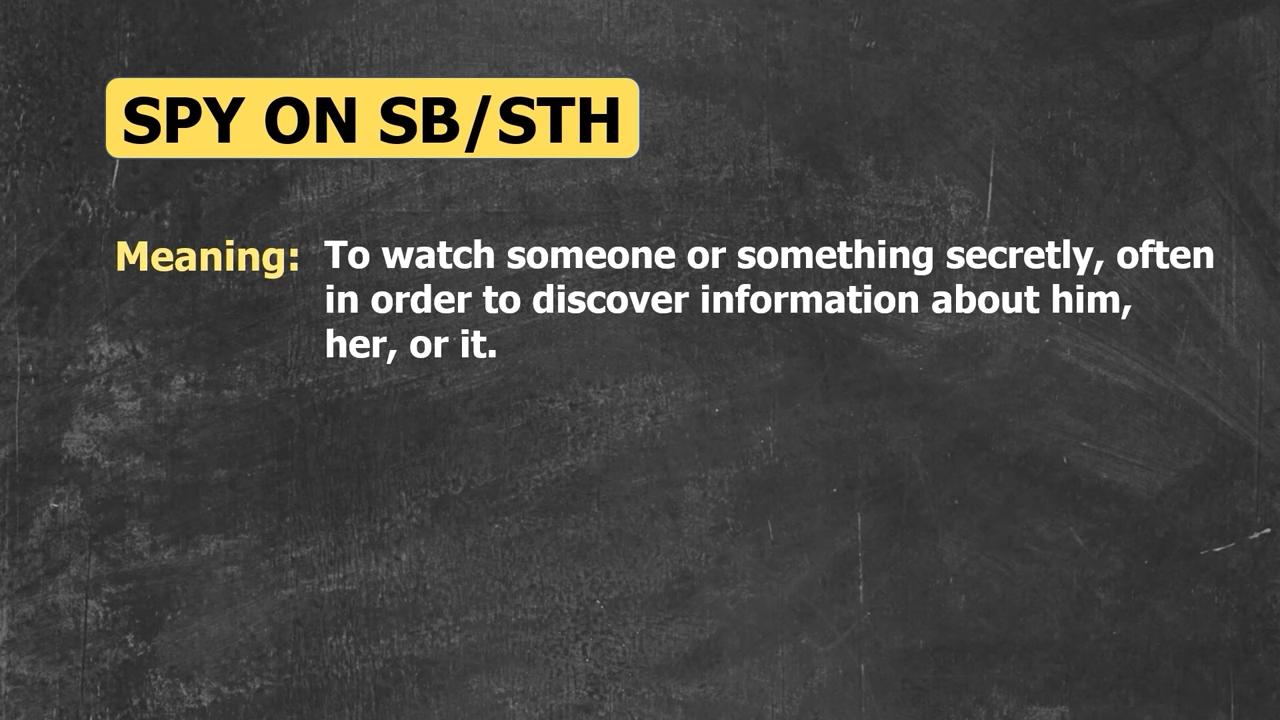 SPY ON SB/STH
Meaning: To watch someone or something secretly, often
in order to discover information about him,
her, or it.